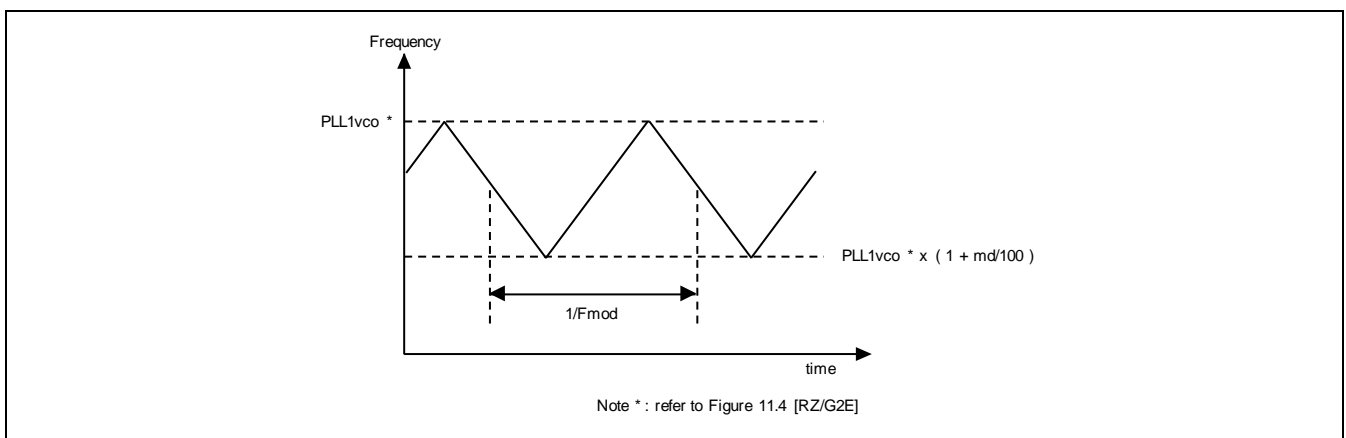 Frequency
PLL1vco *
PLL1vco * x ( 1 + md/100 )
1/Fmod
time
Note * : refer to Figure 11.4 [RZ/G2E]